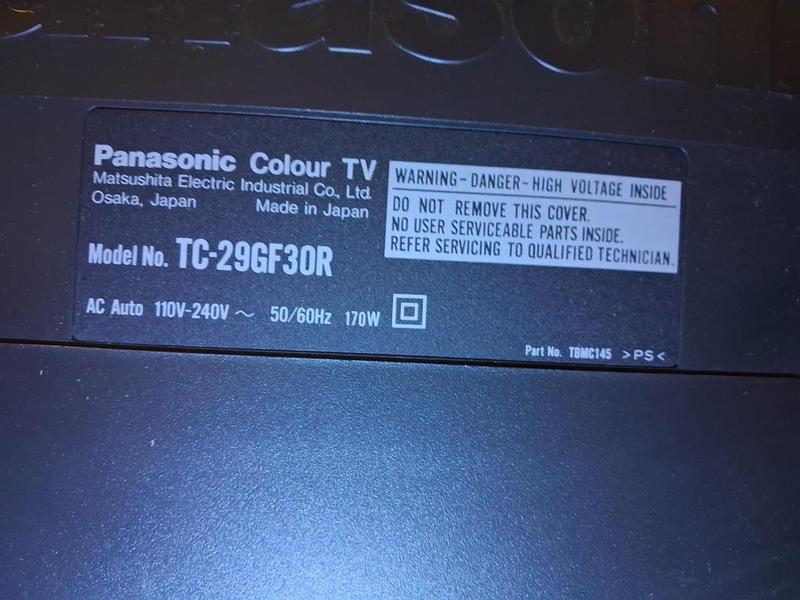 Panasonic
Panasonic Colour TV
Matsushita Electric Industrial Co., Ltd.
Osaka, Japan Made in Japan
Model No. TC-29GF30R
AC Auto 110V-240V ~ 50/60Hz 170W
WARNING-DANGER-HIGH VOLTAGE INSIDE
DO NOT REMOVE THIS COVER.
NO USER SERVICEABLE PARTS INSIDE.
REFER SERVICING TO QUALIFIED TECHNICIAN.
Part No. TBMC145 >PS<